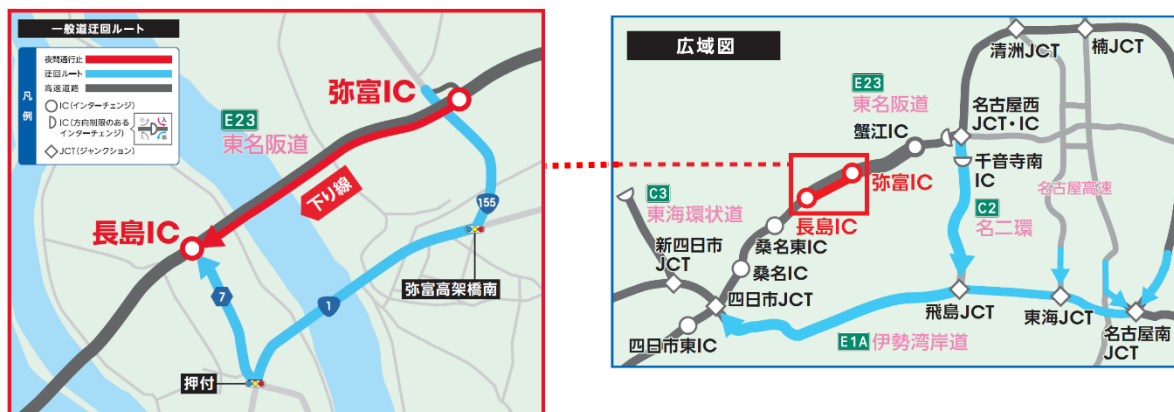 一般道迂回ルート
凡例
夜間通行止
迂回ルート
高速道路
IC(インターチェンジ)
IC(方向制限のある
インターチェンジ)
JCT(ジャンクション)
弥富IC
E23
東名阪道
下り線
長島IC
155
弥富高架橋南
7
1
押付
広域図
清洲JCT
楠JCT
E23
東名阪道
名古屋西
JCT・IC
蟹江IC
千音寺南
IC
弥富IC
名古屋高速
C3
東海環状道
C2
名二環
長島IC
新四日市
JCT
桑名東IC
桑名IC
四日市JCT
飛島JCT
東海JCT
名古屋南
JCT
E1A 伊勢湾岸道
四日市東IC